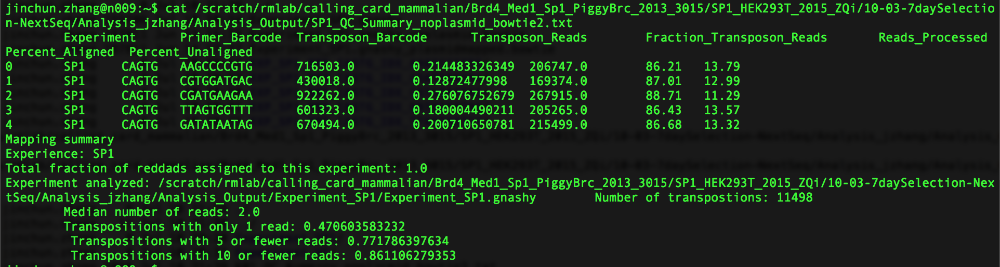 jinchun.zhang@n009:~$ cat /scratch/rmlab/calling_card_mammalian/Brd4_Med1_Sp1_PiggyBrc_2013_3015/SP1_HEK293T_2015_ZQi/10-03-7daySelectio
n-NextSeq/Analysis_jzhang/Analysis_Output/SP1_QC_Summary_noplasmid_bowtie2.txt
Experiment Primer_Barcode Transposon_Barcode Transposon_Reads Fraction_Transposon_Reads Reads_Processed
Percent_Aligned Percent_Unaligned
0 SP1 CAGTG AAGCCCCGTG 716503.0 0.214483326349 206747.0 86.21 13.79
1 SP1 CAGTG CGTGGATGAC 430018.0 0.12872477998 169374.0 87.01 12.99
2 SP1 CAGTG CGATGAAGAA 922262.0 0.276076752679 267915.0 88.71 11.29
3 SP1 CAGTG TTAGTGGTTT 601323.0 0.180004490211 205265.0 86.43 13.57
4 SP1 CAGTG GATATAATAG 670494.0 0.200710650781 215499.0 86.68 13.32
Mapping summary
Experience: SP1
Total fraction of reddads assigned to this experiment: 1.0
Experiment analyzed: /scratch/rmlab/calling_card_mammalian/Brd4_Med1_Sp1_PiggyBrc_2013_3015/SP1_HEK293T_2015_ZQi/10-03-7daySelection-Nex
tSeq/Analysis_jzhang/Analysis_Output/Experiment_SP1/Experiment_SP1.gnashy Number of transpostions: 11498
Median number of reads: 2.0
Transpositions with only 1 read: 0.470603583232
Transpositions with 5 or fewer reads: 0.771786397634
Transpositions with 10 or fewer reads: 0.861106279353